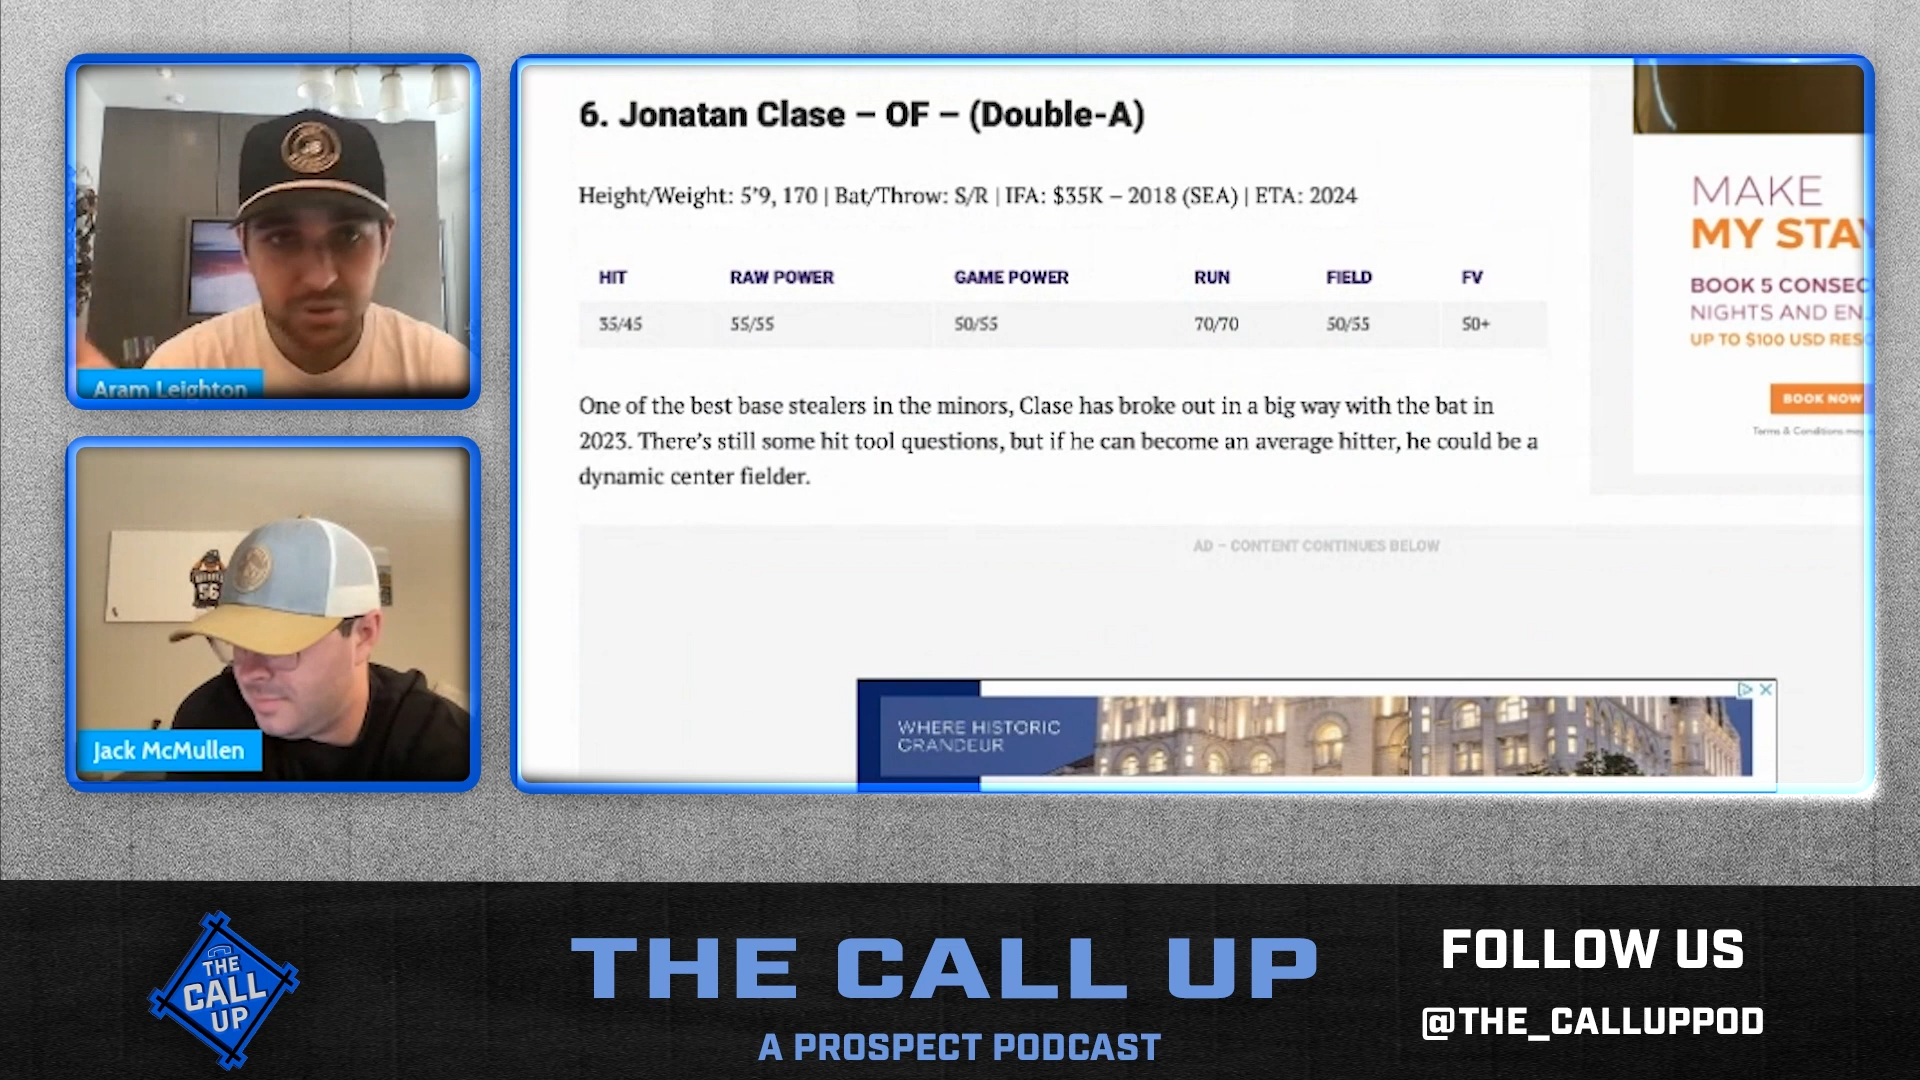 Aram Leighton
56
Jack McMullen
6. Jonatan Clase – OF – (Double-A)
Height/Weight: 5'9, 170 | Bat/Throw: S/R | IFA: $35K – 2018 (SEA) | ETA: 2024
HIT RAW POWER GAME POWER RUN FIELD FV
35/45 55/55 50/55 70/70 50/55 50+
One of the best base stealers in the minors, Clase has broke out in a big way with the bat in
2023. There's still some hit tool questions, but if he can become an average hitter, he could be a
dynamic center fielder.
AD – CONTENT CONTINUES BELOW
WHERE HISTORIC
GRANDEUR
MAKE
MY STA
BOOK 5 CONSEC
NIGHTS AND EN
UP TO $100 USD RES
BOOK NOW
Terms & Conditions may
THE
CALL
UP
THE CALL UP
A PROSPECT PODCAST
FOLLOW US
@THE_CALLUPPOD